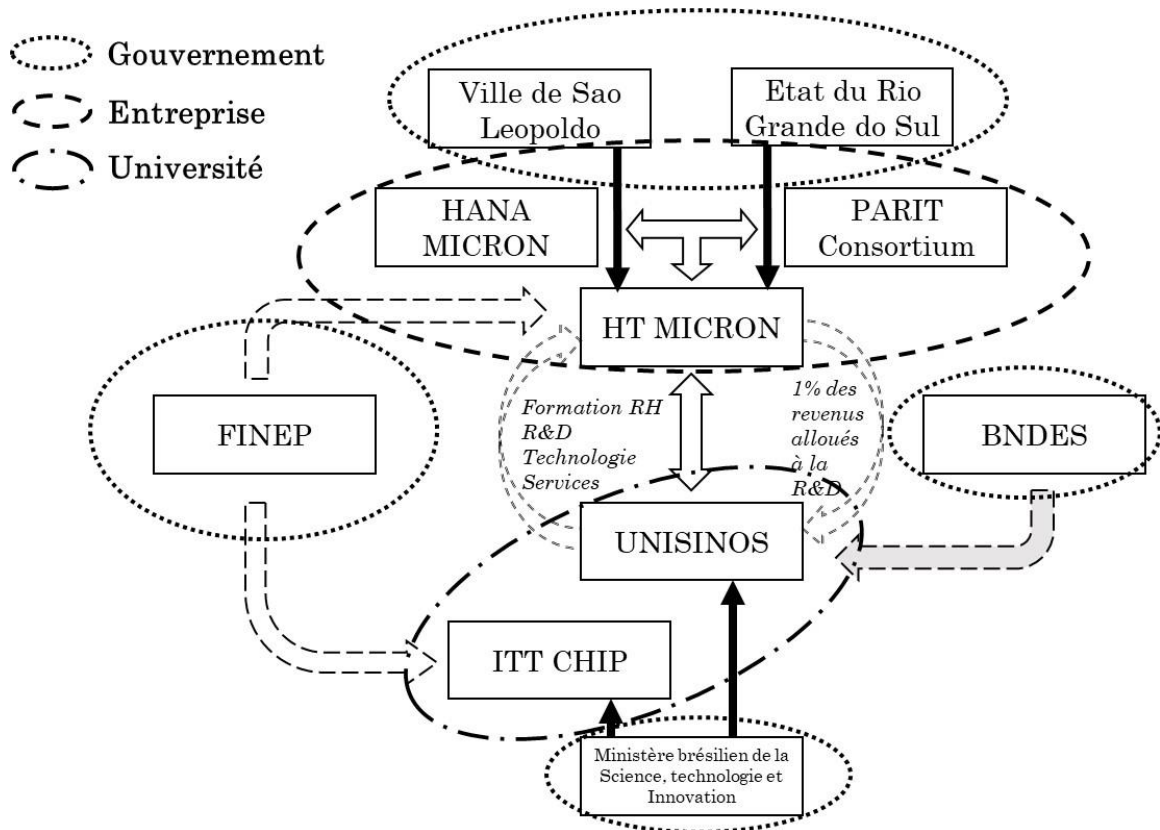 Gouvernement
Entreprise
Université
Ville de Sao
Leopoldo
Etat du Rio
Grande do Sul
HANA
MICRON
PARIT
Consortium
HT MICRON
FINEP
Formation RH
R&D
Technologie
Services
1% des
revenus
alloués
à la
R&D
BNDES
UNISINOS
ITT CHIP
Ministère brésilien de la
Science, technologie et
Innovation